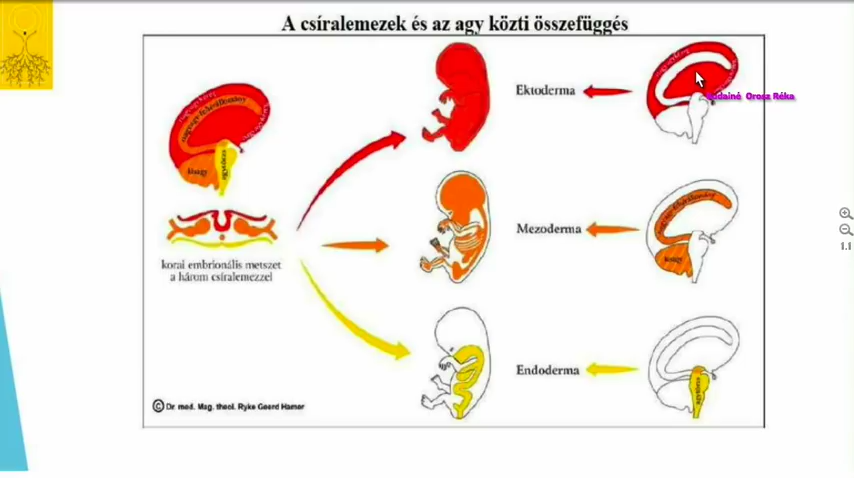 A csíralemezek és az agy közti összefüggés
Ektoderma
Orosz Réka
Mezoderma
kisagy
agytörzs
korai embrionális metszet
a három csíralemezzel
Endoderma
© Dr med. Mag. theol. Ryke Geerd Hamer
1.1